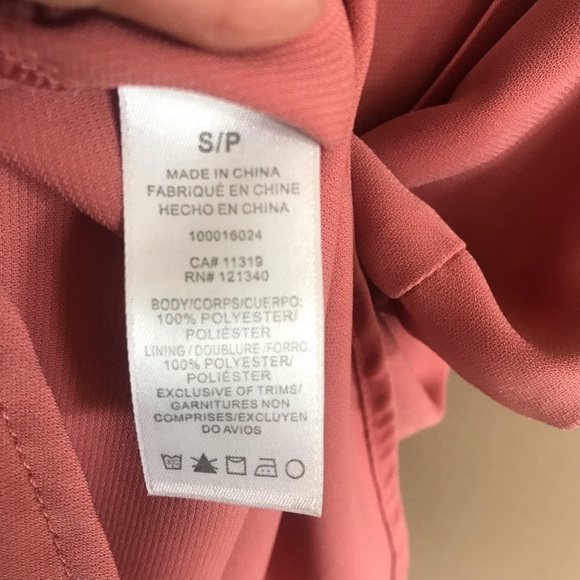 S/P
MADE IN CHINA
FABRIQUÉ EN CHINE
HECHO EN CHINA
100016024
CA# 11319
RN# 121340
BODY/CORPS/CUERPO:
100% POLYESTER/
POLIÉSTER
LINING / DOUBLURE /FORRO:
100% POLYESTER/
POLIÉSTER
EXCLUSIVE OF TRIMS/
GARNITURES NON
COMPRISES/EXCLUYEN
DO AVIOS